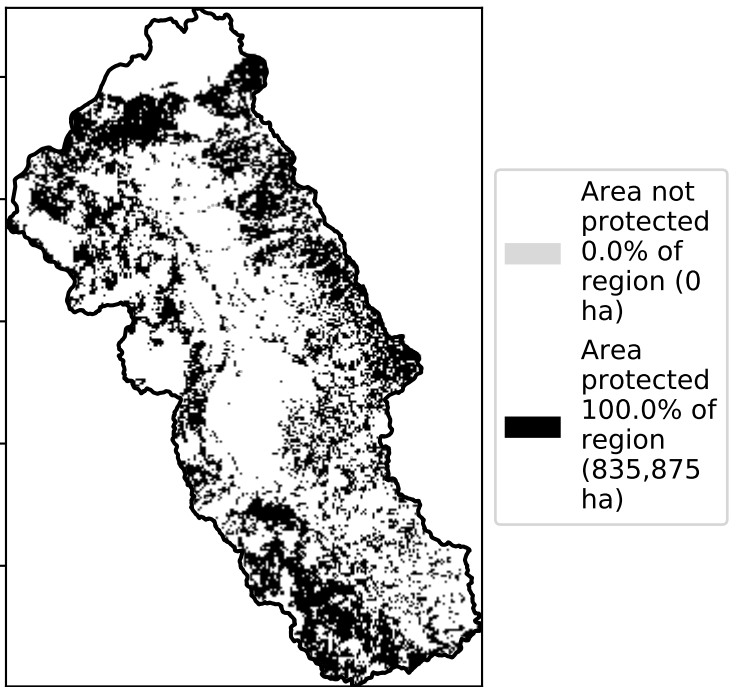 Area not
protected
0.0% of
region (0
ha)
Area
protected
100.0% of
region
(835,875
ha)